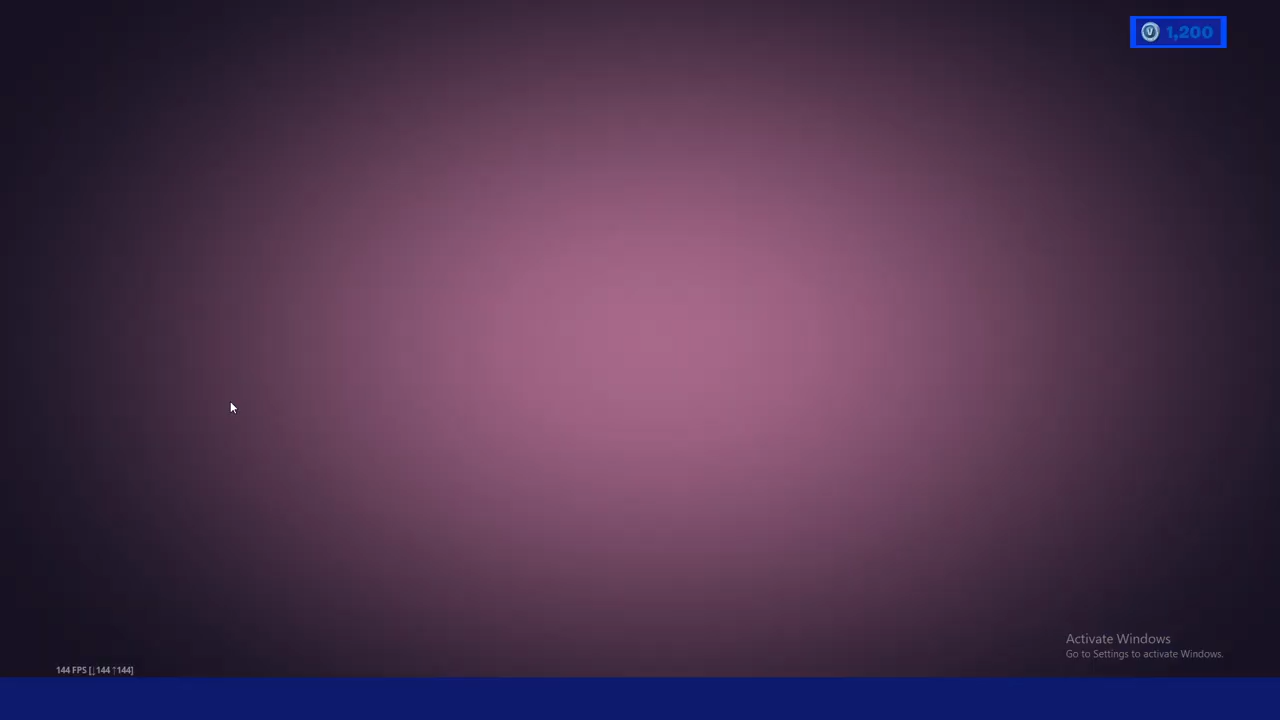 1,200
Activate Windows
Go to Settings to activate Windows.
144 FPS [↓144 ↑144]